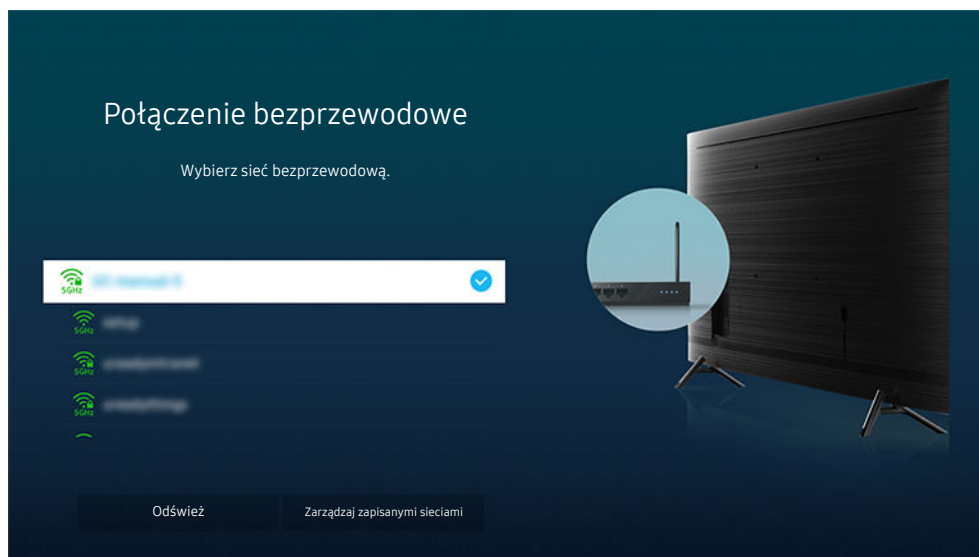 Połączenie bezprzewodowe
Wybierz sieć bezprzewodową.
5GHz
5GHz
5GHz
5GHz
Odśwież
Zarządzaj zapisanymi sieciami